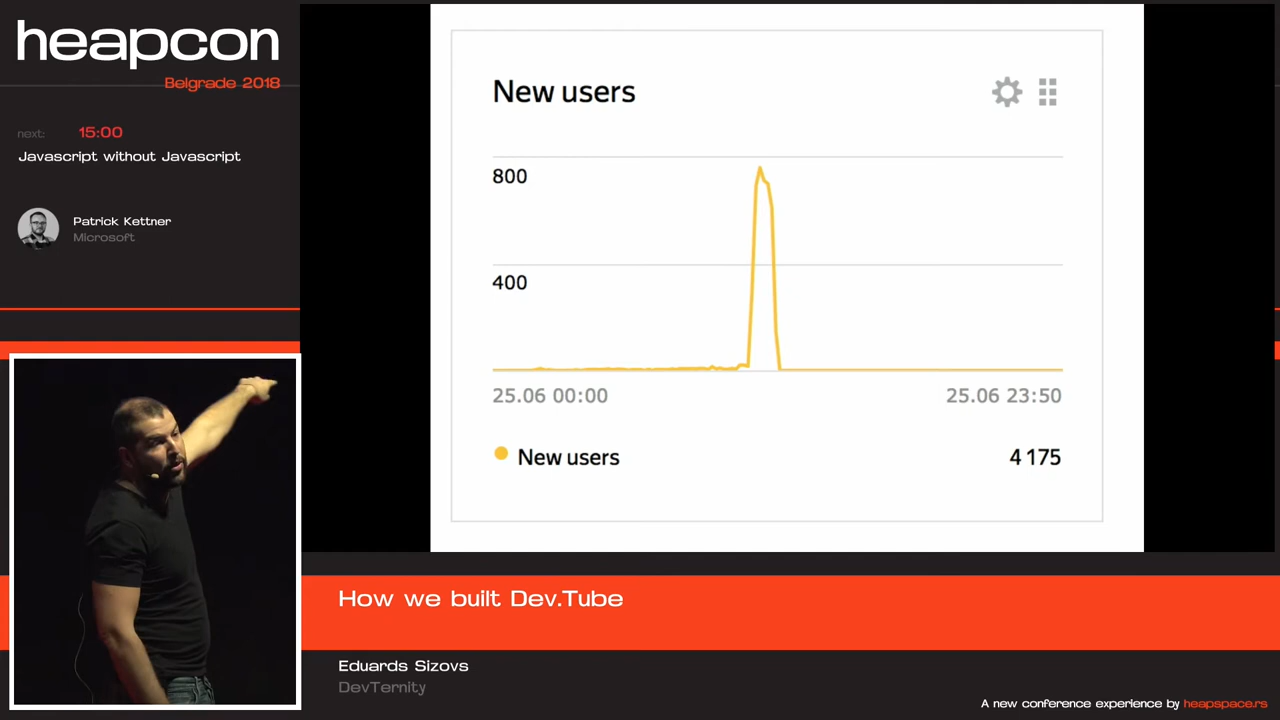 heapcon
Belgrade 2018
next: 15:00
Javascript without Javascript
Patrick Kettner
Microsoft
New users
800
400
25.06 00:00 25.06 23:50
New users 4 175
How we built Dev.Tube
Eduards Sizovs
DevTernity
A new conference experience by heapspace.rs